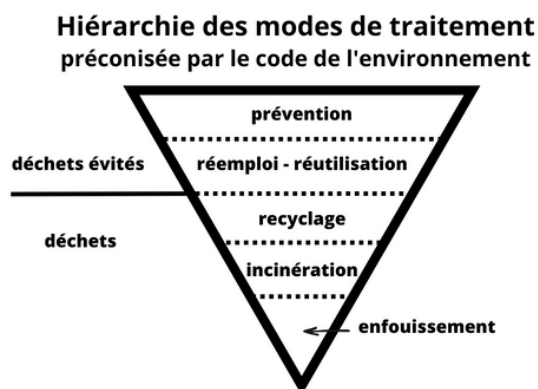 Hiérarchie des modes de traitement
préconisée par le code de l'environnement
prévention
déchets évités
réemploi - réutilisation
recyclage
déchets
incinération
enfouissement